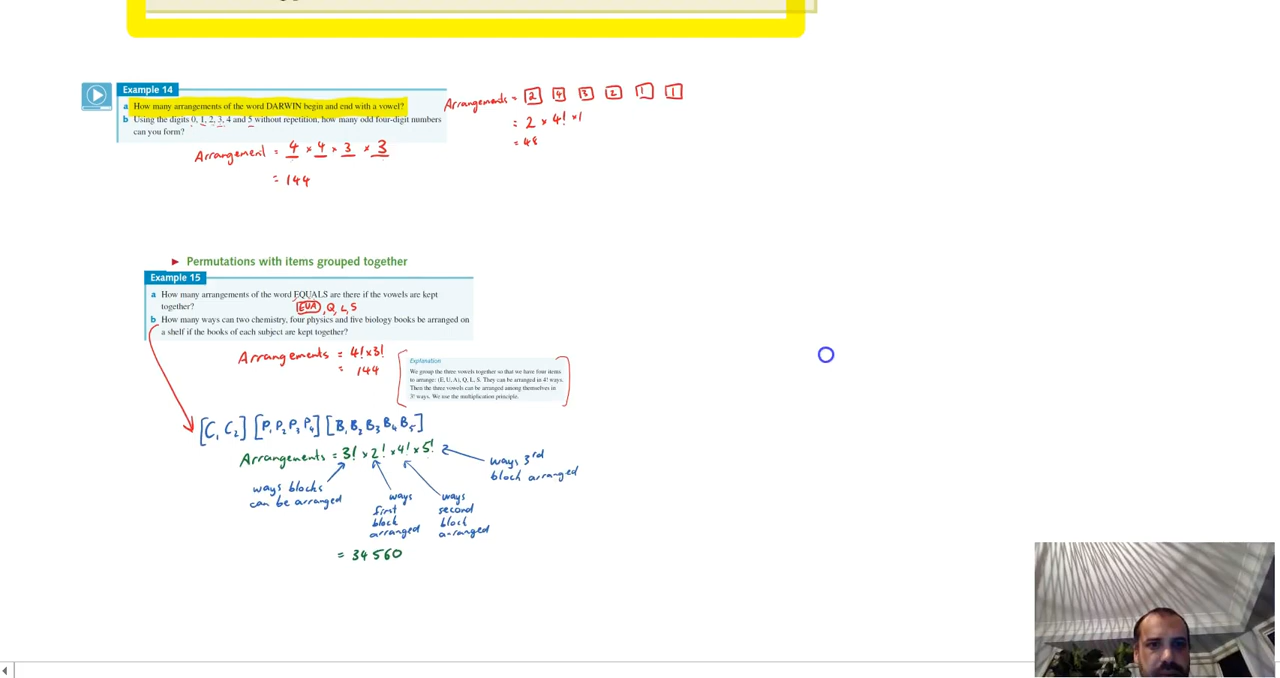 Example 14
a How many arrangements of the word DARWIN begin and end with a vowel?
b Using the digits 0, 1, 2, 3, 4 and 5 without repetition, how many odd four-digit numbers
can you form?
Arrangements = 2 4 3 2 1 1
= 2 × 4! × 1
= 48
Arrangement = 4 × 4 × 3 × 3
= 144
► Permutations with items grouped together
Example 15
a How many arrangements of the word EQUALS are there if the vowels are kept
together?
EUA, Q, L, S
b How many ways can two chemistry, four physics and five biology books be arranged on
a shelf if the books of each subject are kept together?
Arrangements = 4! × 3!
= 144
Explanation
We group the three vowels together so that we have four items
to arrange: (E, U, A), Q, L, S. They can be arranged in 4! ways.
Then the three vowels can be arranged among themselves in
3! ways. We use the multiplication principle.
[C1 C2] [P1 P2 P3 P4] [B1 B2 B3 B4 B5]
Arrangements = 3! × 2! × 4! × 5!
ways 3rd
block arranged
ways blocks
can be arranged
ways
first
block
arranged
ways
second
block
arranged
= 34 560